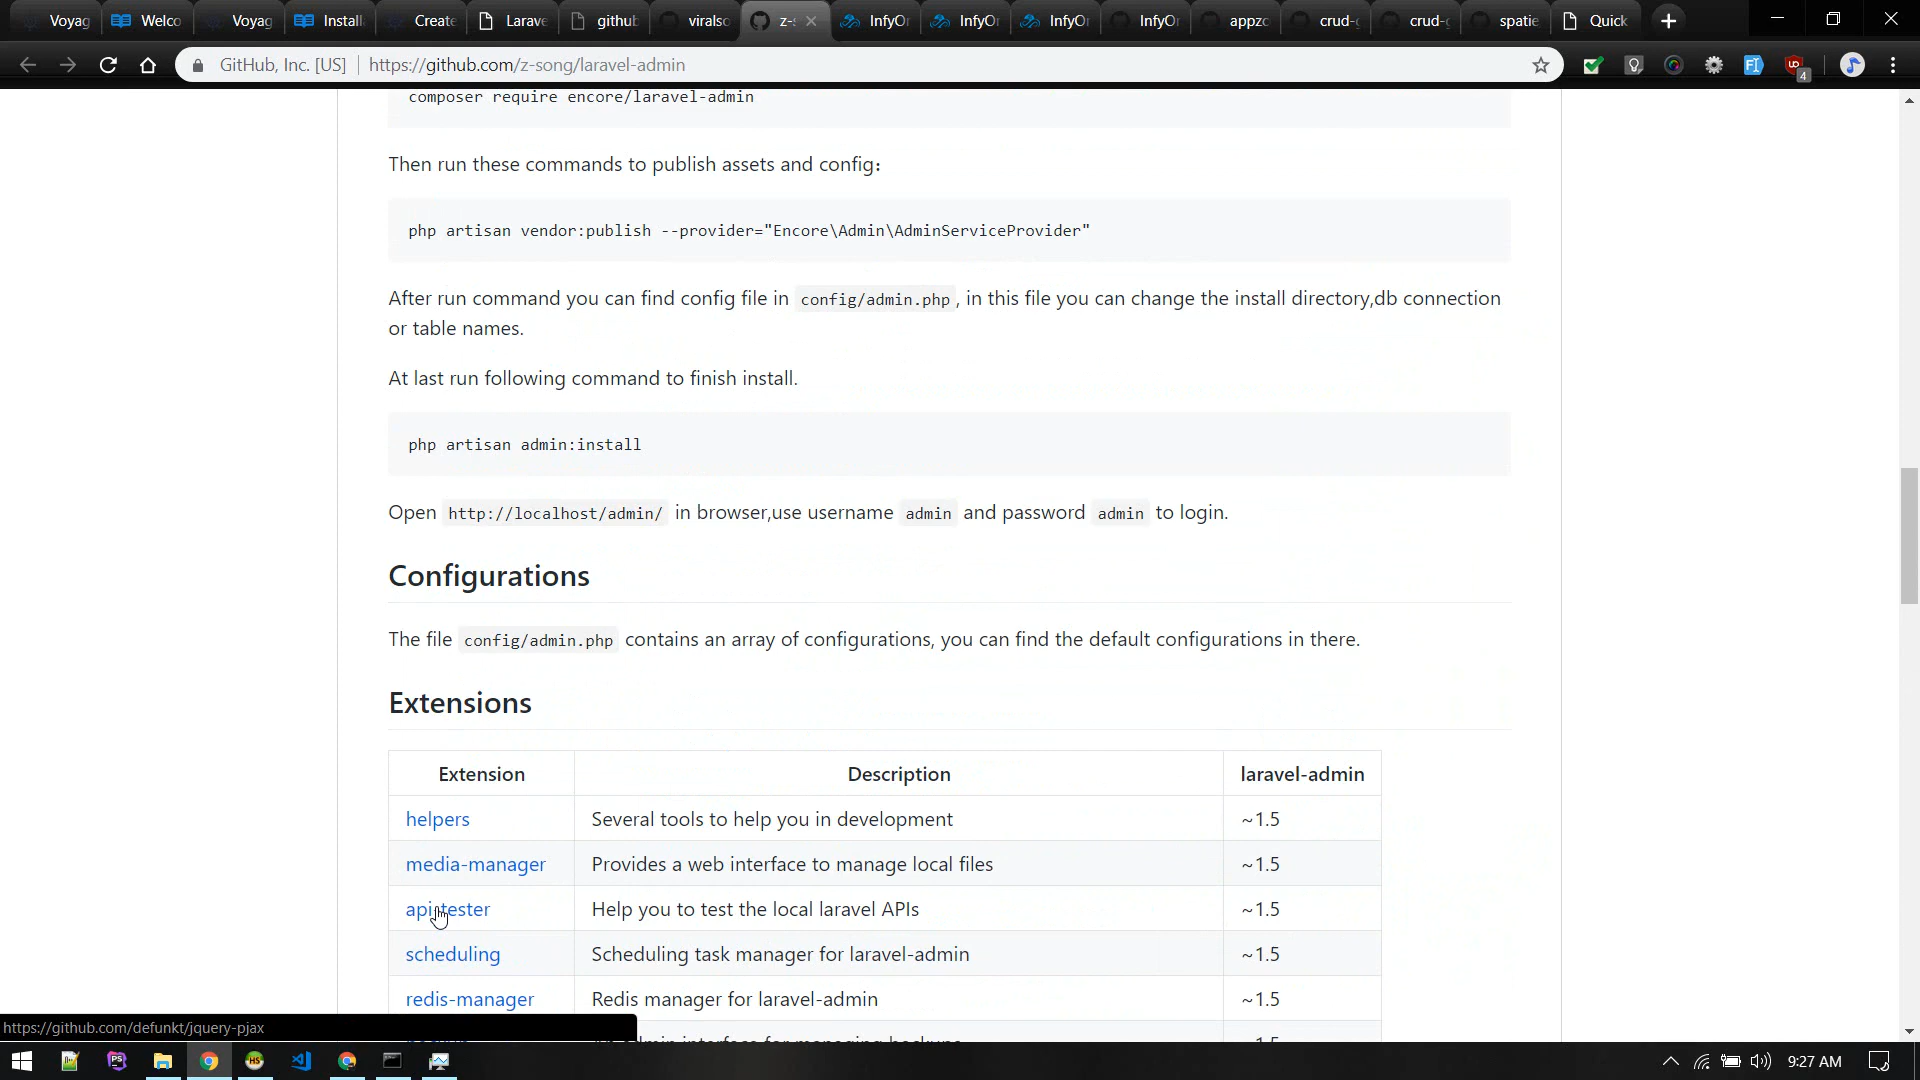 Voyag
Welco
Voyag
Install
Create
Larave
github
viralso
z-s
InfyOr
InfyOr
InfyOr
InfyOr
appzc
crud-g
crud-g
spatie
Quick
GitHub, Inc. [US] https://github.com/z-song/laravel-admin
4
composer require encore/laravel-admin
Then run these commands to publish assets and config：
php artisan vendor:publish --provider="Encore\Admin\AdminServiceProvider"
After run command you can find config file in config/admin.php, in this file you can change the install directory,db connection
or table names.
At last run following command to finish install.
php artisan admin:install
Open http://localhost/admin/ in browser,use username admin and password admin to login.
Configurations
The file config/admin.php contains an array of configurations, you can find the default configurations in there.
Extensions
Extension Description laravel-admin
helpers Several tools to help you in development ~1.5
media-manager Provides a web interface to manage local files ~1.5
api-tester Help you to test the local laravel APIs ~1.5
scheduling Scheduling task manager for laravel-admin ~1.5
redis-manager Redis manager for laravel-admin ~1.5
https://github.com/defunkt/jquery-pjax
9:27 AM